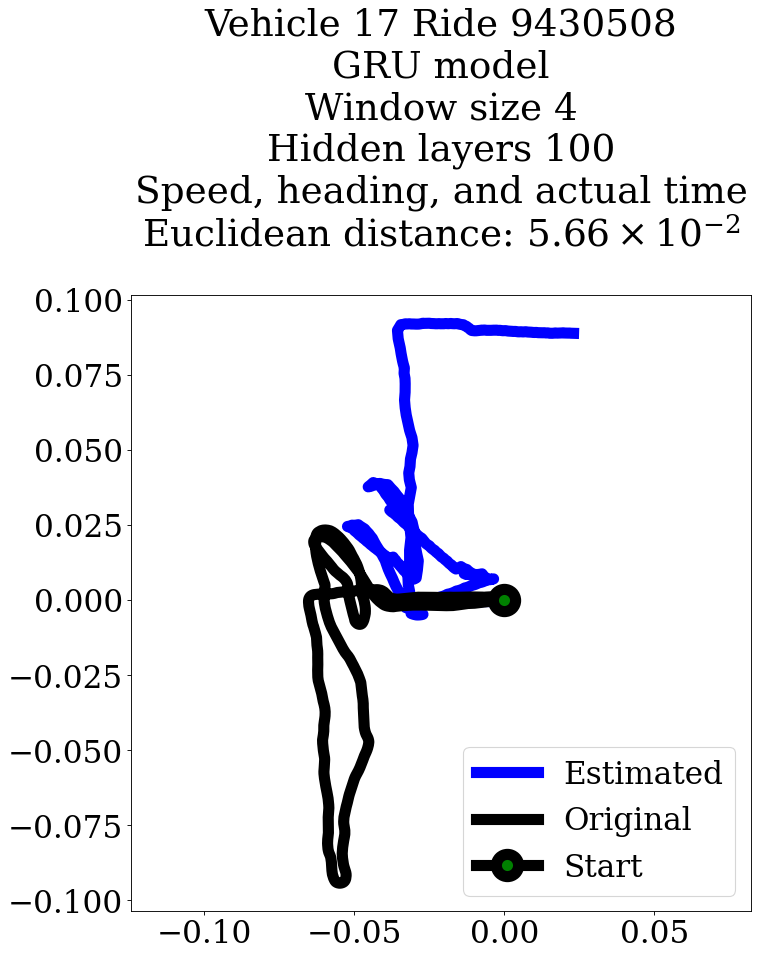 Vehicle 17 Ride 9430508
GRU model
Window size 4
Hidden layers 100
Speed, heading, and actual time
Euclidean distance: 5.66 × 10⁻²
0.100
0.075
0.050
0.025
0.000
−0.025
−0.050
−0.075
−0.100
−0.10
−0.05
0.00
0.05
Estimated
Original
Start